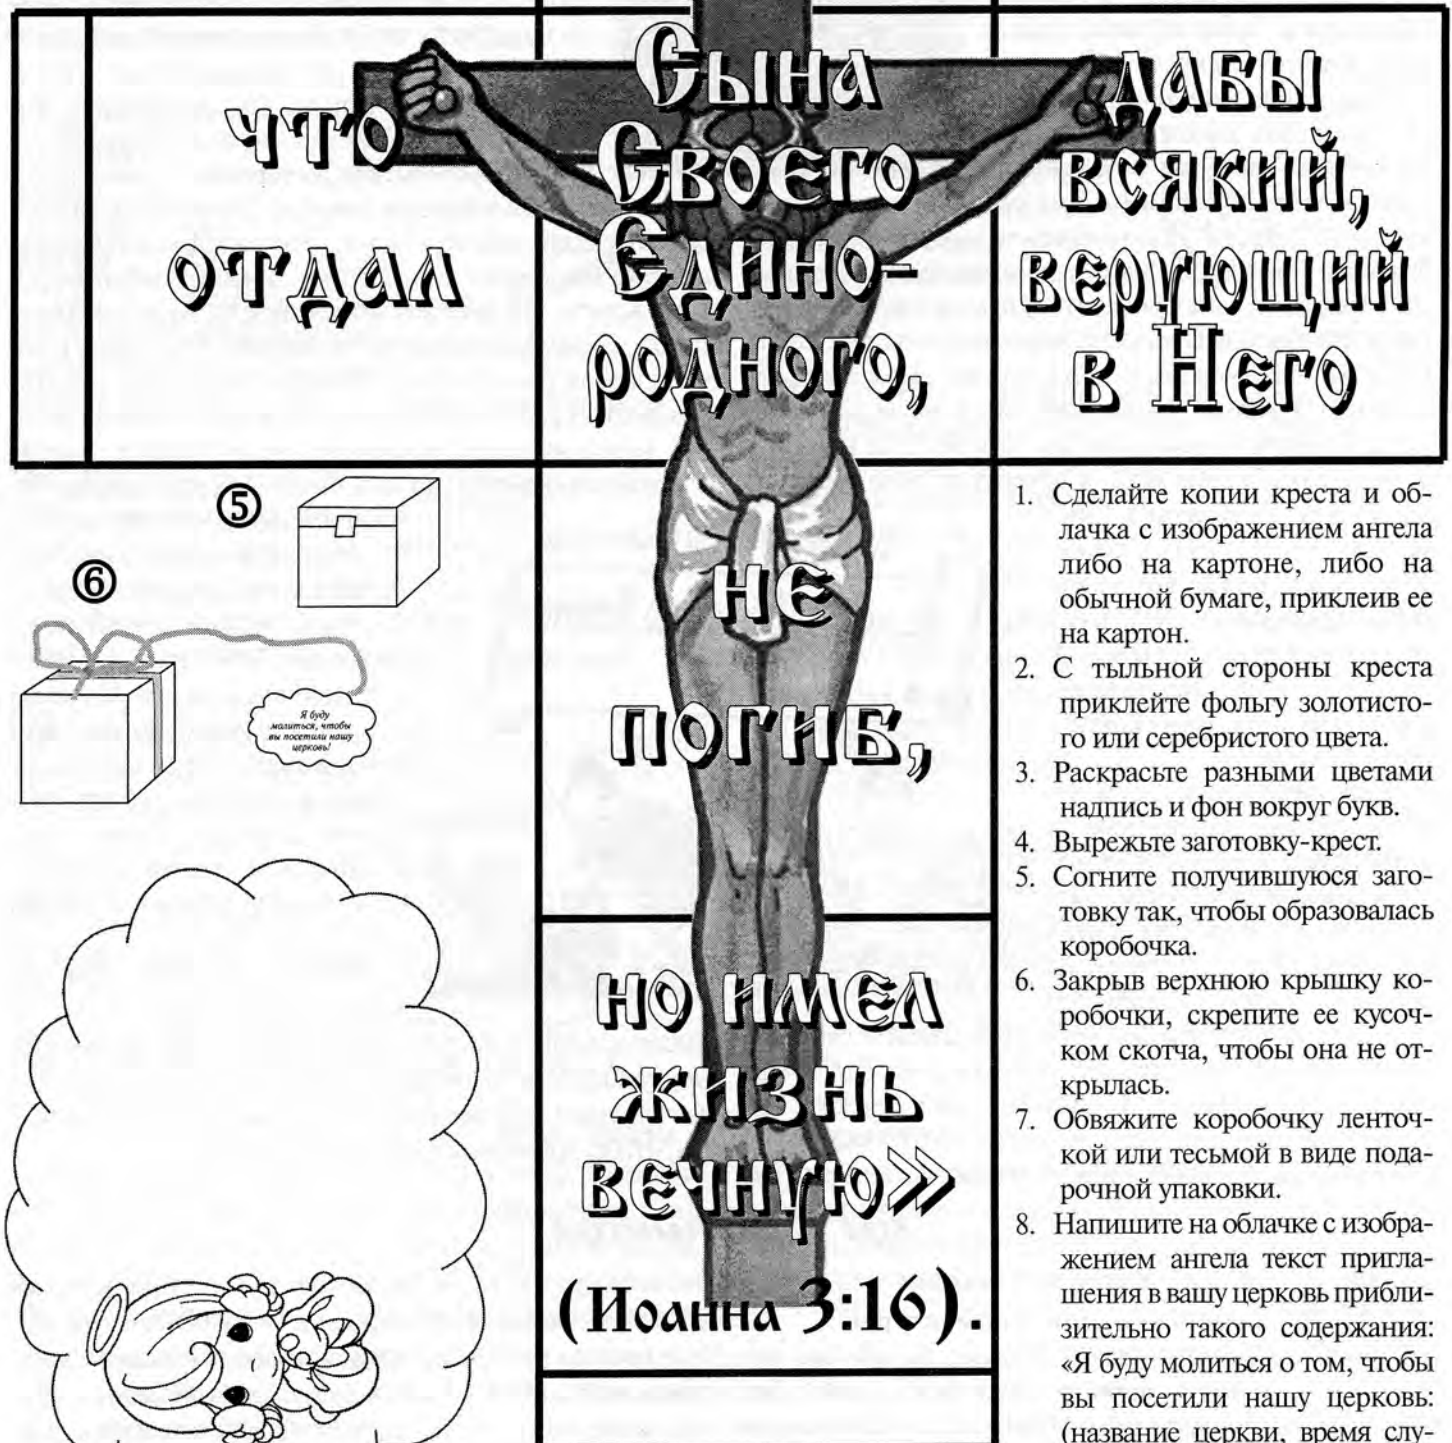 что
отдал
Сына
Своего
Едино-
родного,
дабы
всякий,
верующий
в Него
не
погиб,
но имел
жизнь
вечную»
(Иоанна 3:16).
5
6
Я буду
молиться, чтобы
вы посетили нашу
церковь!
1. Сделайте копии креста и об-
лачка с изображением ангела
либо на картоне, либо на
обычной бумаге, приклеив ее
на картон.
2. С тыльной стороны креста
приклейте фольгу золотисто-
го или серебристого цвета.
3. Раскрасьте разными цветами
надпись и фон вокруг букв.
4. Вырежьте заготовку-крест.
5. Согните получившуюся заго-
товку так, чтобы образовалась
коробочка.
6. Закрыв верхнюю крышку ко-
робочки, скрепите ее кусоч-
ком скотча, чтобы она не от-
крылась.
7. Обвяжите коробочку ленточ-
кой или тесьмой в виде пода-
рочной упаковки.
8. Напишите на облачке с изобра-
жением ангела текст пригла-
шения в вашу церковь прибли-
зительно такого содержания:
«Я буду молиться о том, чтобы
вы посетили нашу церковь:
(название церкви, время слу-